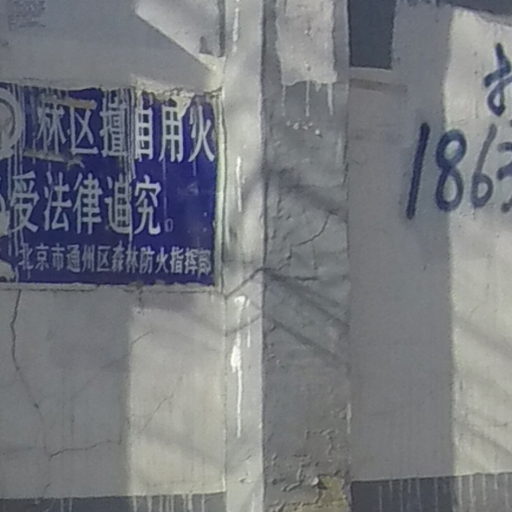 林区擅自用火
必受法律追究。
北京市通州区森林防火指挥部
186